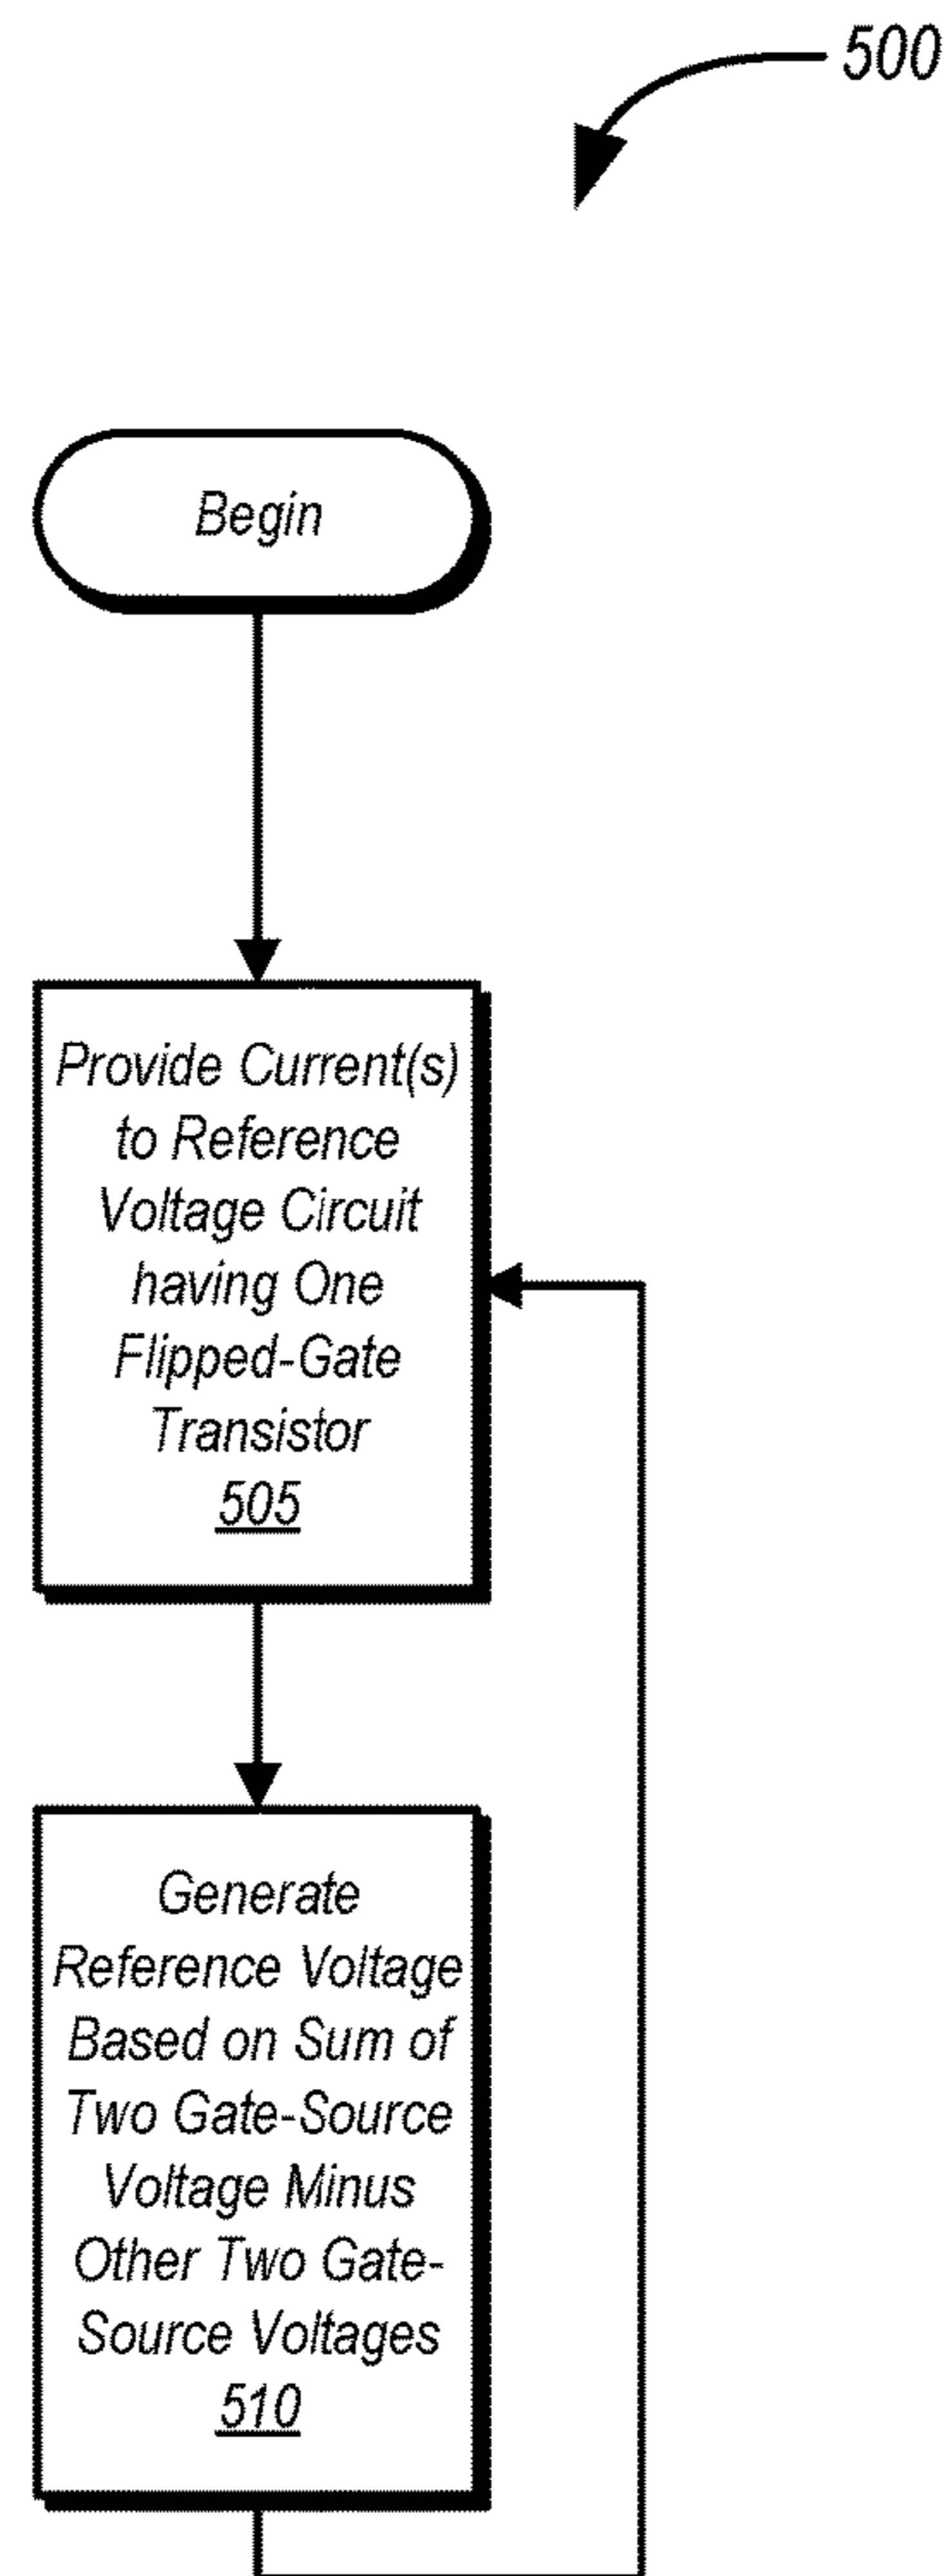 500
Begin
Provide Current(s)
to Reference
Voltage Circuit
having One
Flipped-Gate
Transistor
505
Generate
Reference Voltage
Based on Sum of
Two Gate-Source
Voltage Minus
Other Two Gate-
Source Voltages
510